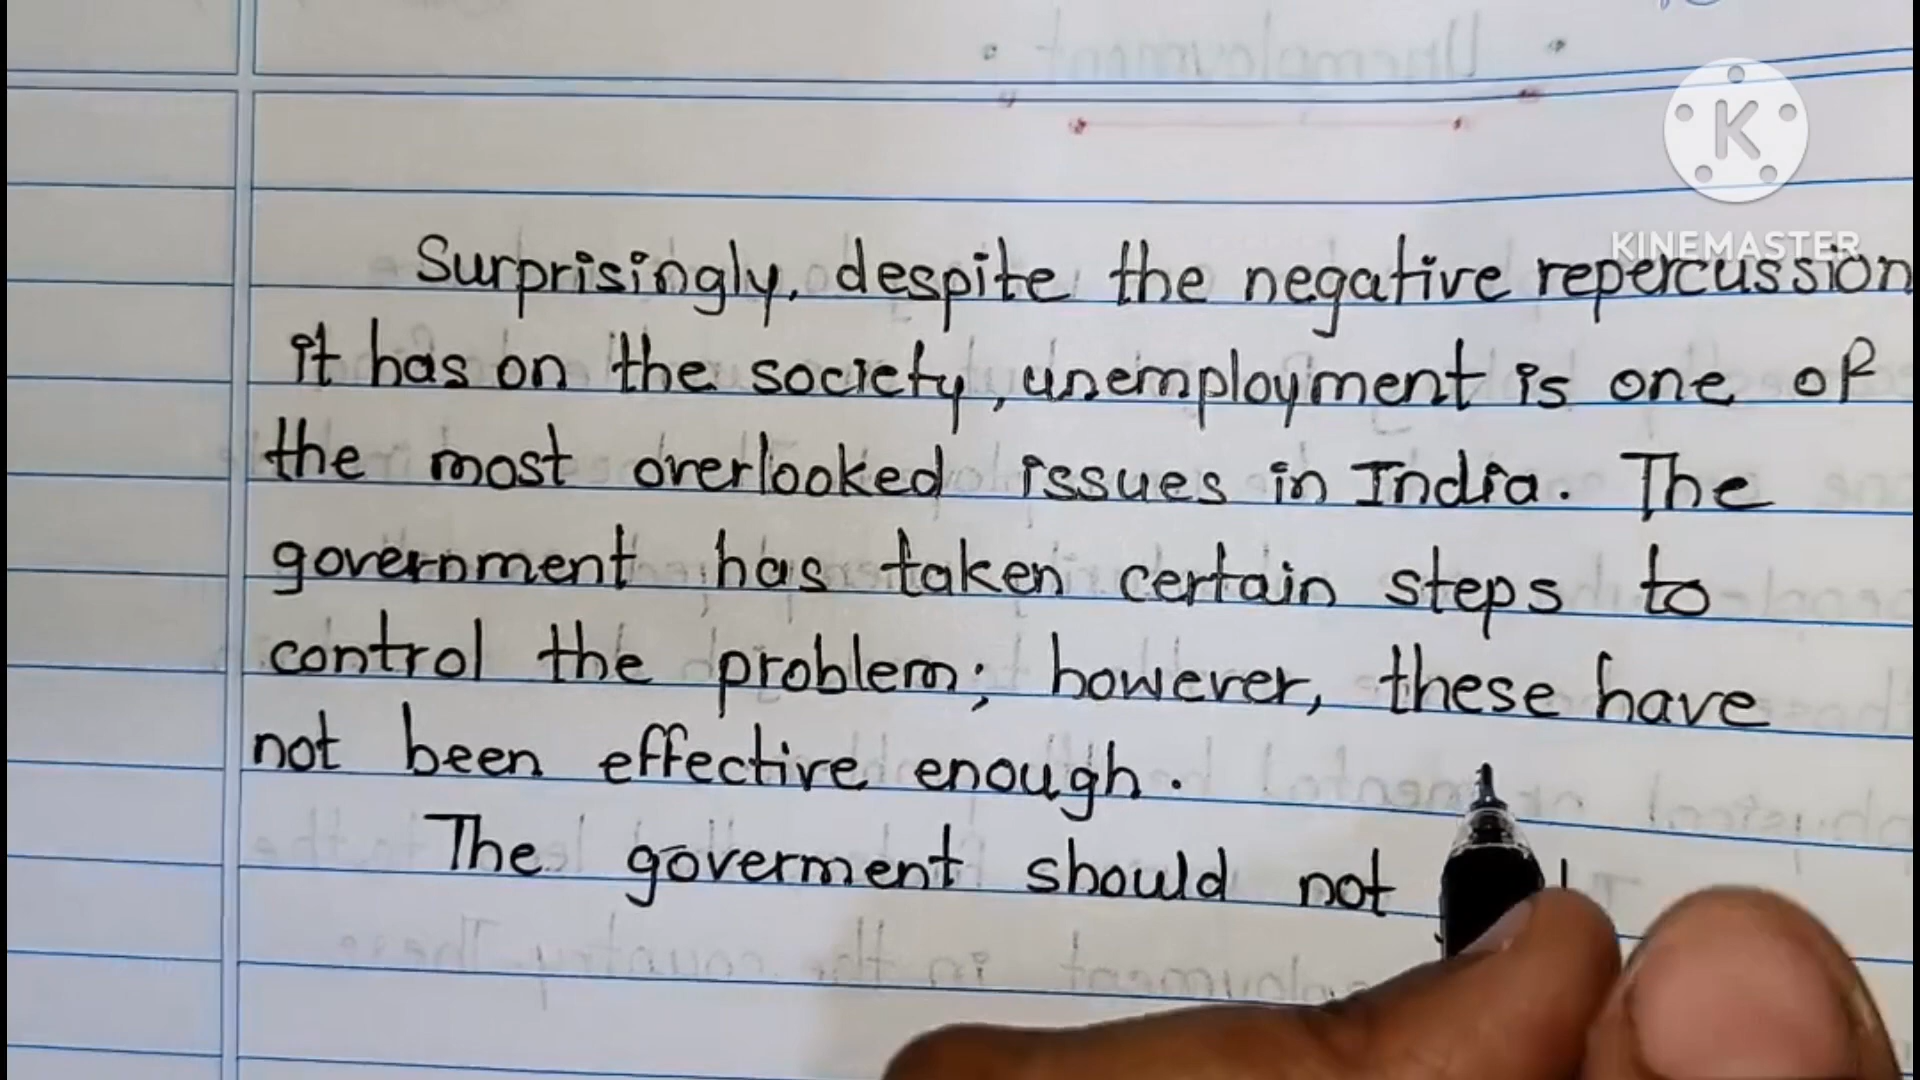 Unemployment
KINEMASTER
Surprisingly, despite the negative repercussion
it has on the society, unemployment is one of
the most overlooked issues in India. The
government has taken certain steps to
control the problem; however, these have
not been effective enough.
The goverment should not